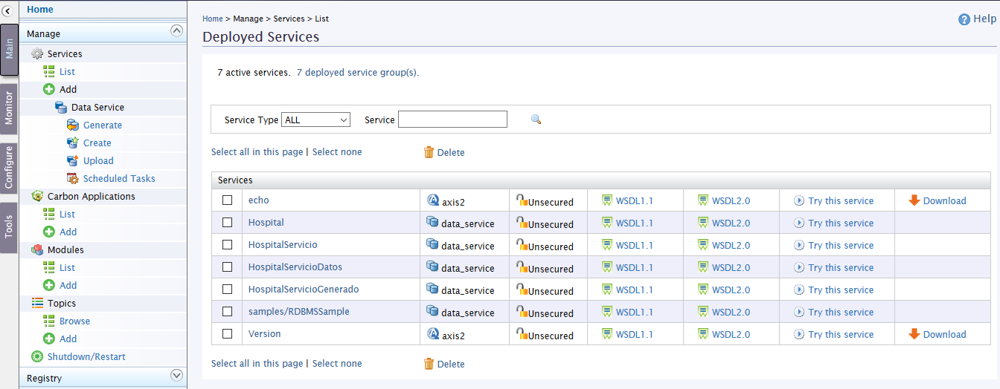 Home
Manage
Services
List
Add
Data Service
Generate
Create
Upload
Scheduled Tasks
Carbon Applications
List
Add
Modules
List
Add
Topics
Browse
Add
Shutdown/Restart
Registry
Main
Monitor
Configure
Tools
Home > Manage > Services > List
Help
Deployed Services
7 active services. 7 deployed service group(s).
Service Type ALL Service
Select all in this page | Select none Delete
Services
echo axis2 Unsecured WSDL1.1 WSDL2.0 Try this service Download
Hospital data_service Unsecured WSDL1.1 WSDL2.0 Try this service
HospitalServicio data_service Unsecured WSDL1.1 WSDL2.0 Try this service
HospitalServicioDatos data_service Unsecured WSDL1.1 WSDL2.0 Try this service
HospitalServicioGenerado data_service Unsecured WSDL1.1 WSDL2.0 Try this service
samples/RDBMSSample data_service Unsecured WSDL1.1 WSDL2.0 Try this service
Version axis2 Unsecured WSDL1.1 WSDL2.0 Try this service Download
Select all in this page | Select none Delete